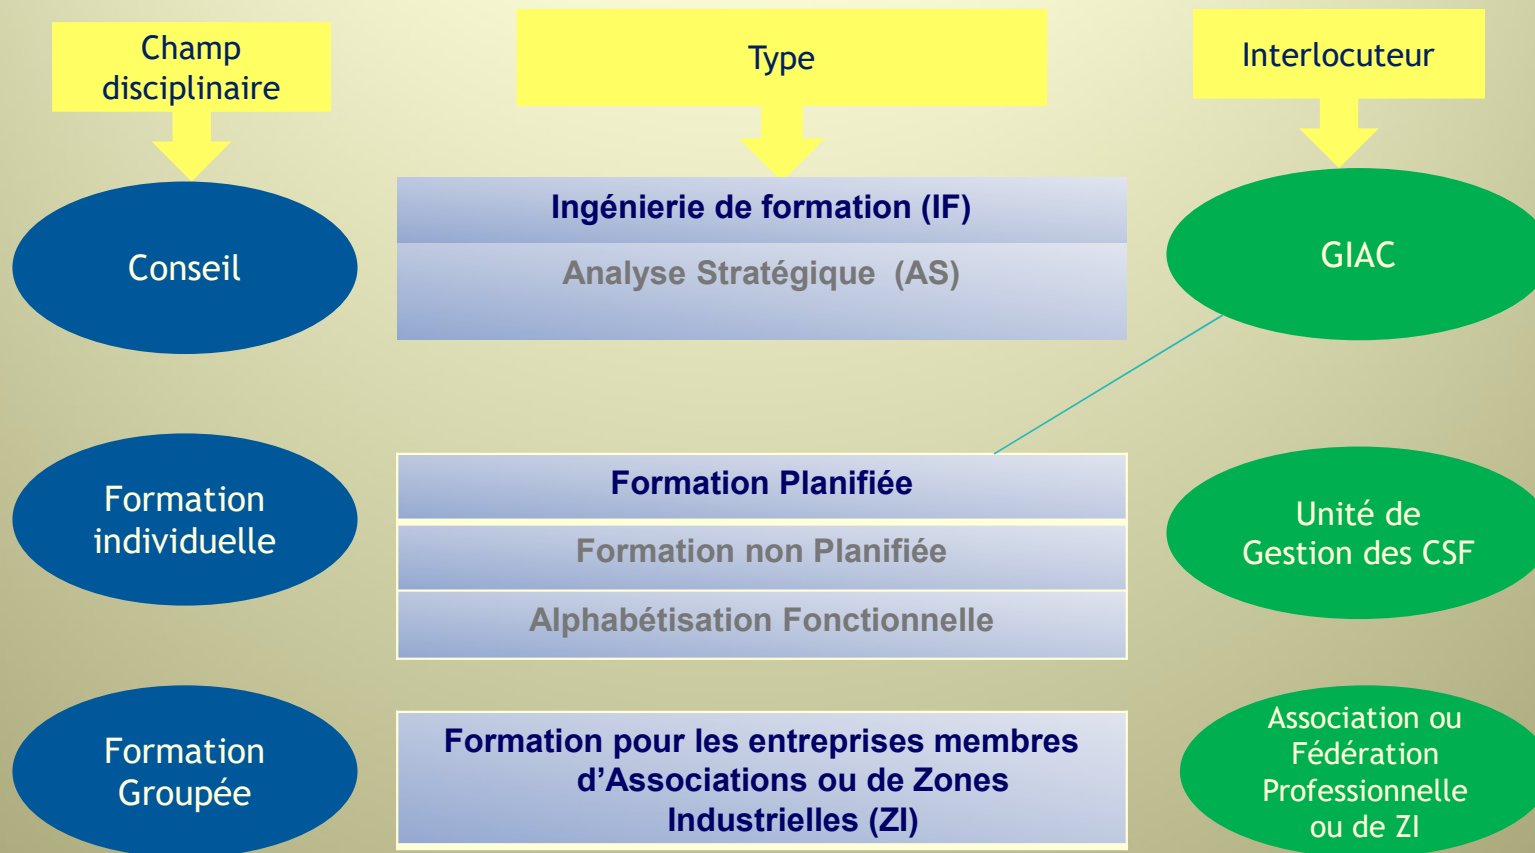 Champ
disciplinaire
Type
Interlocuteur
Conseil
Ingénierie de formation (IF)
Analyse Stratégique (AS)
GIAC
Formation
individuelle
Formation Planifiée
Formation non Planifiée
Alphabétisation Fonctionnelle
Unité de
Gestion des CSF
Formation
Groupée
Formation pour les entreprises membres
d’Associations ou de Zones
Industrielles (ZI)
Association ou
Fédération
Professionnelle
ou de ZI